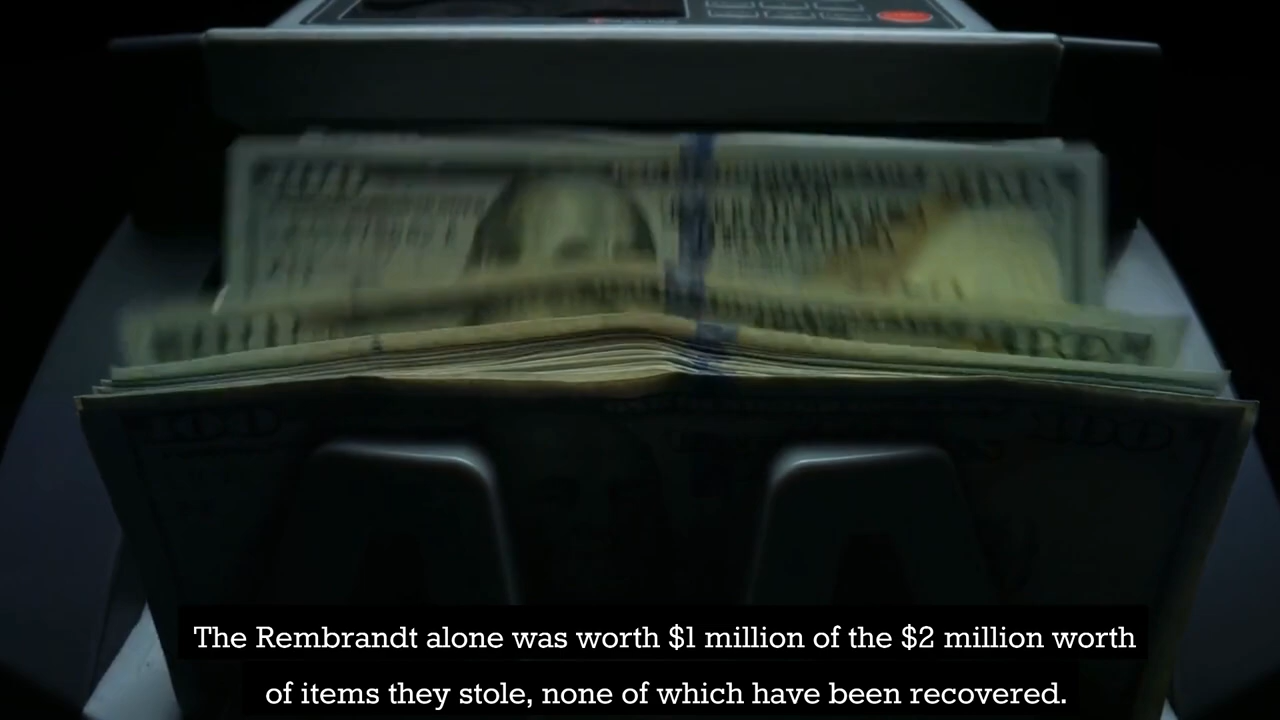 The Rembrandt alone was worth $1 million of the $2 million worth
of items they stole, none of which have been recovered.